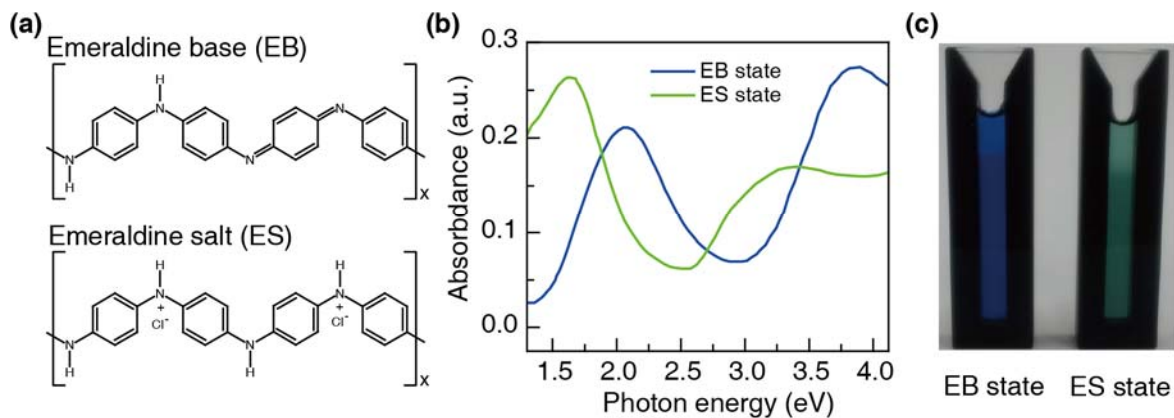 (a)
Emeraldine base (EB)
H
N
N
N
N
H
x
Emeraldine salt (ES)
H
H
N
N
+
+
Cl-
Cl-
N
N
H
H
x
(b)
0.3
0.2
0.1
0.0
Absorbdance (a.u.)
EB state
ES state
1.5 2.0 2.5 3.0 3.5 4.0
Photon energy (eV)
(c)
EB state ES state